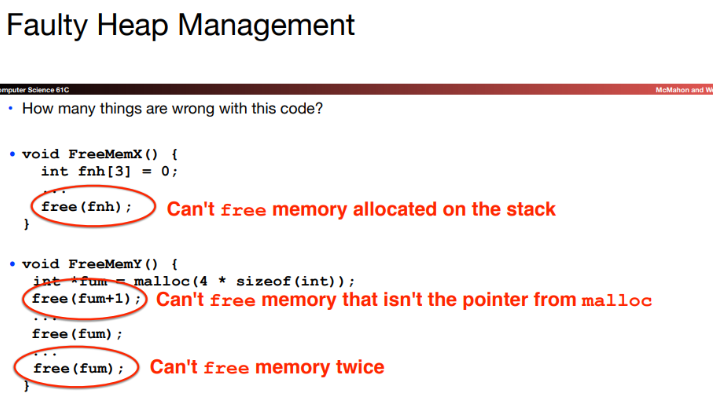 Faulty Heap Management
Computer Science 61C
McMahon and
• How many things are wrong with this code?
• void FreeMemX() {
int fnh[3] = 0;
...
free(fnh);
Can't free memory allocated on the stack
}
• void FreeMemY() {
int *fum = malloc(4 * sizeof(int));
free(fum+1);
Can't free memory that isn't the pointer from malloc
...
free(fum);
...
free(fum);
Can't free memory twice
}